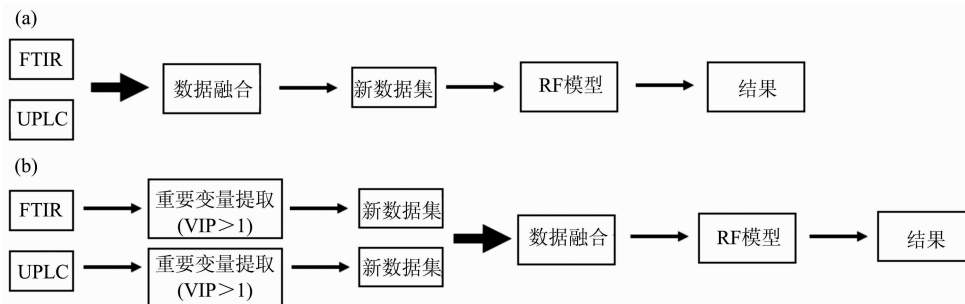 (a)
FTIR
UPLC
数据融合
新数据集
RF模型
结果
(b)
FTIR
重要变量提取
(VIP＞1)
新数据集
UPLC
重要变量提取
(VIP＞1)
新数据集
数据融合
RF模型
结果